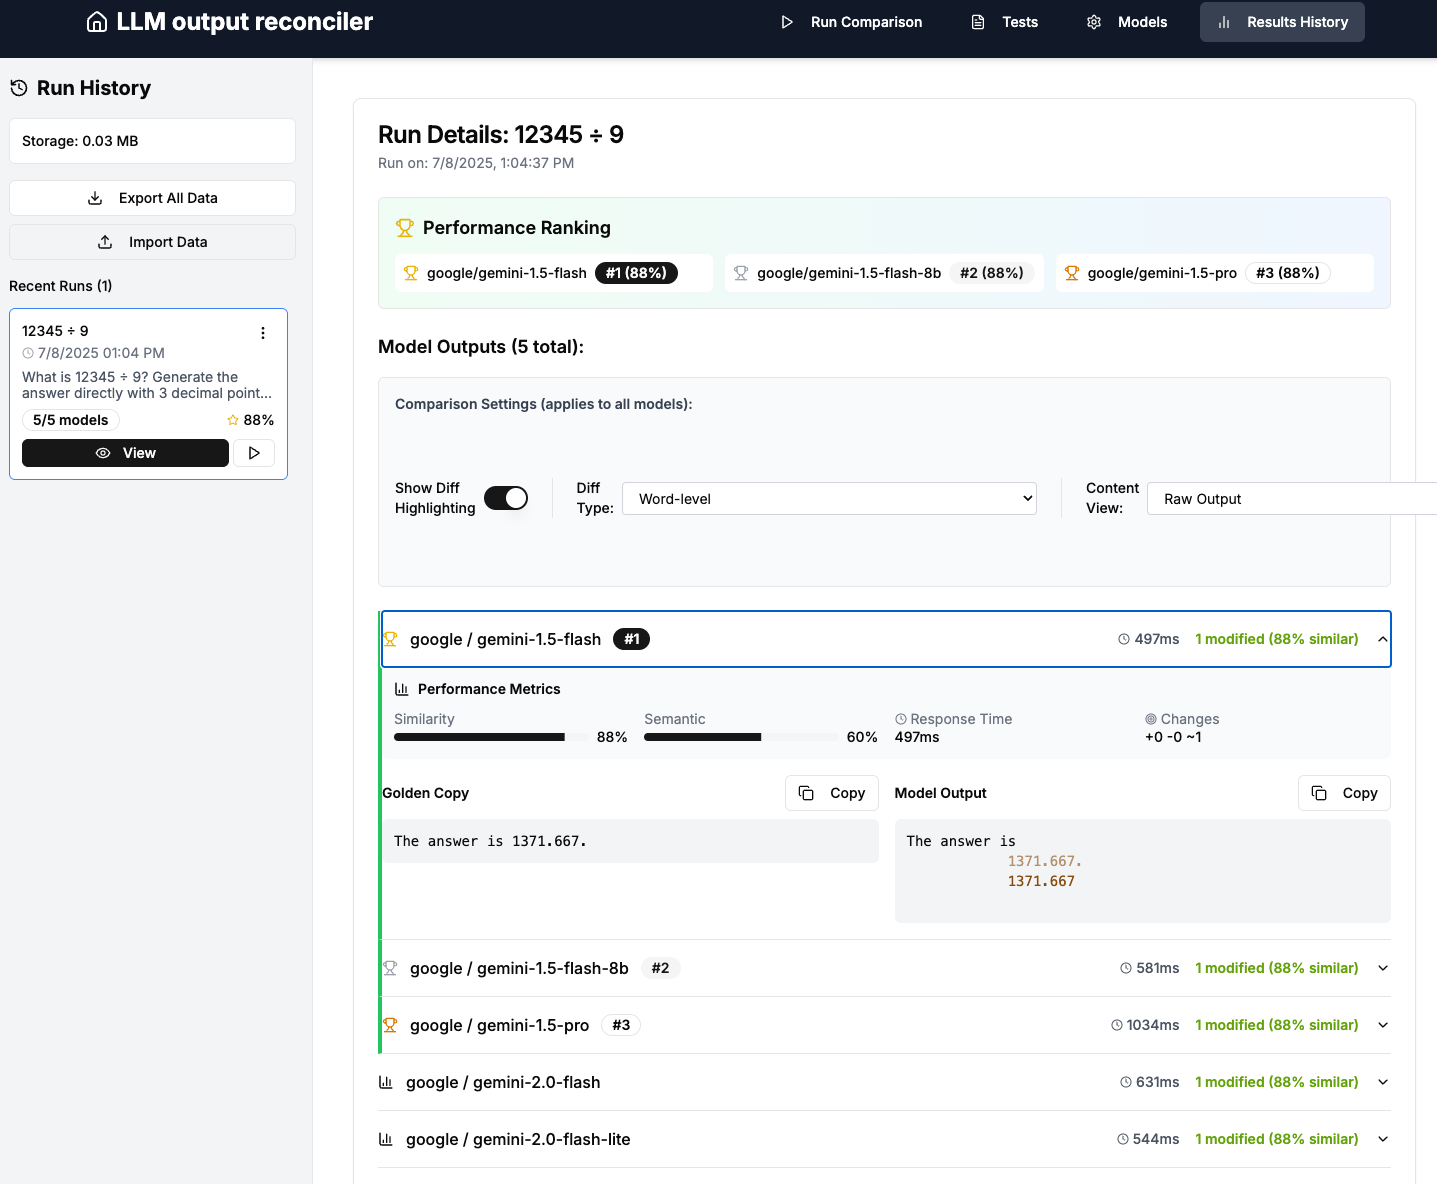 LLM output reconciler
Run Comparison
Tests
Models
Results History
Run History
Storage: 0.03 MB
Export All Data
Import Data
Recent Runs (1)
12345 ÷ 9
7/8/2025 01:04 PM
What is 12345 ÷ 9? Generate the
answer directly with 3 decimal point...
5/5 models
88%
View
Run Details: 12345 ÷ 9
Run on: 7/8/2025, 1:04:37 PM
Performance Ranking
google/gemini-1.5-flash #1 (88%)
google/gemini-1.5-flash-8b #2 (88%)
google/gemini-1.5-pro #3 (88%)
Model Outputs (5 total):
Comparison Settings (applies to all models):
Show Diff
Highlighting
Diff
Type:
Word-level
Content
View:
Raw Output
google / gemini-1.5-flash #1 497ms 1 modified (88% similar)
Performance Metrics
Similarity
88%
Semantic
60%
Response Time
497ms
Changes
+0 -0 ~1
Golden Copy
Copy
The answer is 1371.667.
Model Output
Copy
The answer is
1371.667.
1371.667
google / gemini-1.5-flash-8b #2 581ms 1 modified (88% similar)
google / gemini-1.5-pro #3 1034ms 1 modified (88% similar)
google / gemini-2.0-flash 631ms 1 modified (88% similar)
google / gemini-2.0-flash-lite 544ms 1 modified (88% similar)